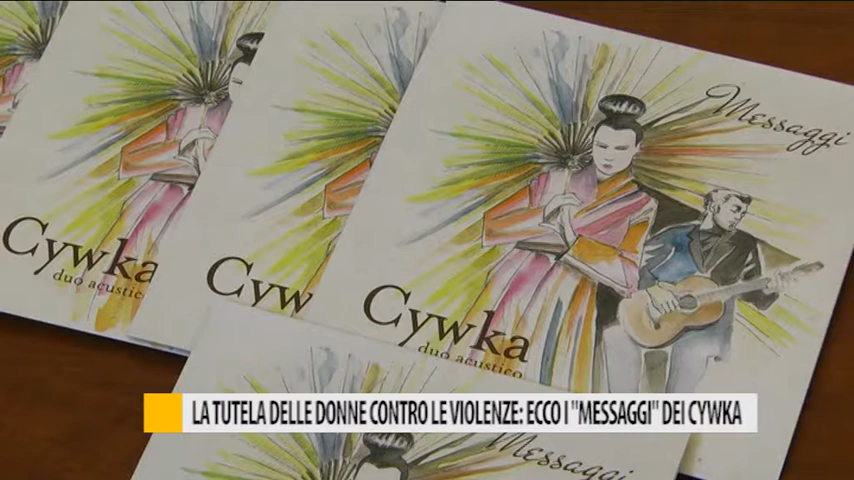 Messaggi
Cywka
duo acustico
Cyw
Cywka
duo acustico
LA TUTELA DELLE DONNE CONTRO LE VIOLENZE: ECCO I "MESSAGGI" DEI CYWKA
Messaggi